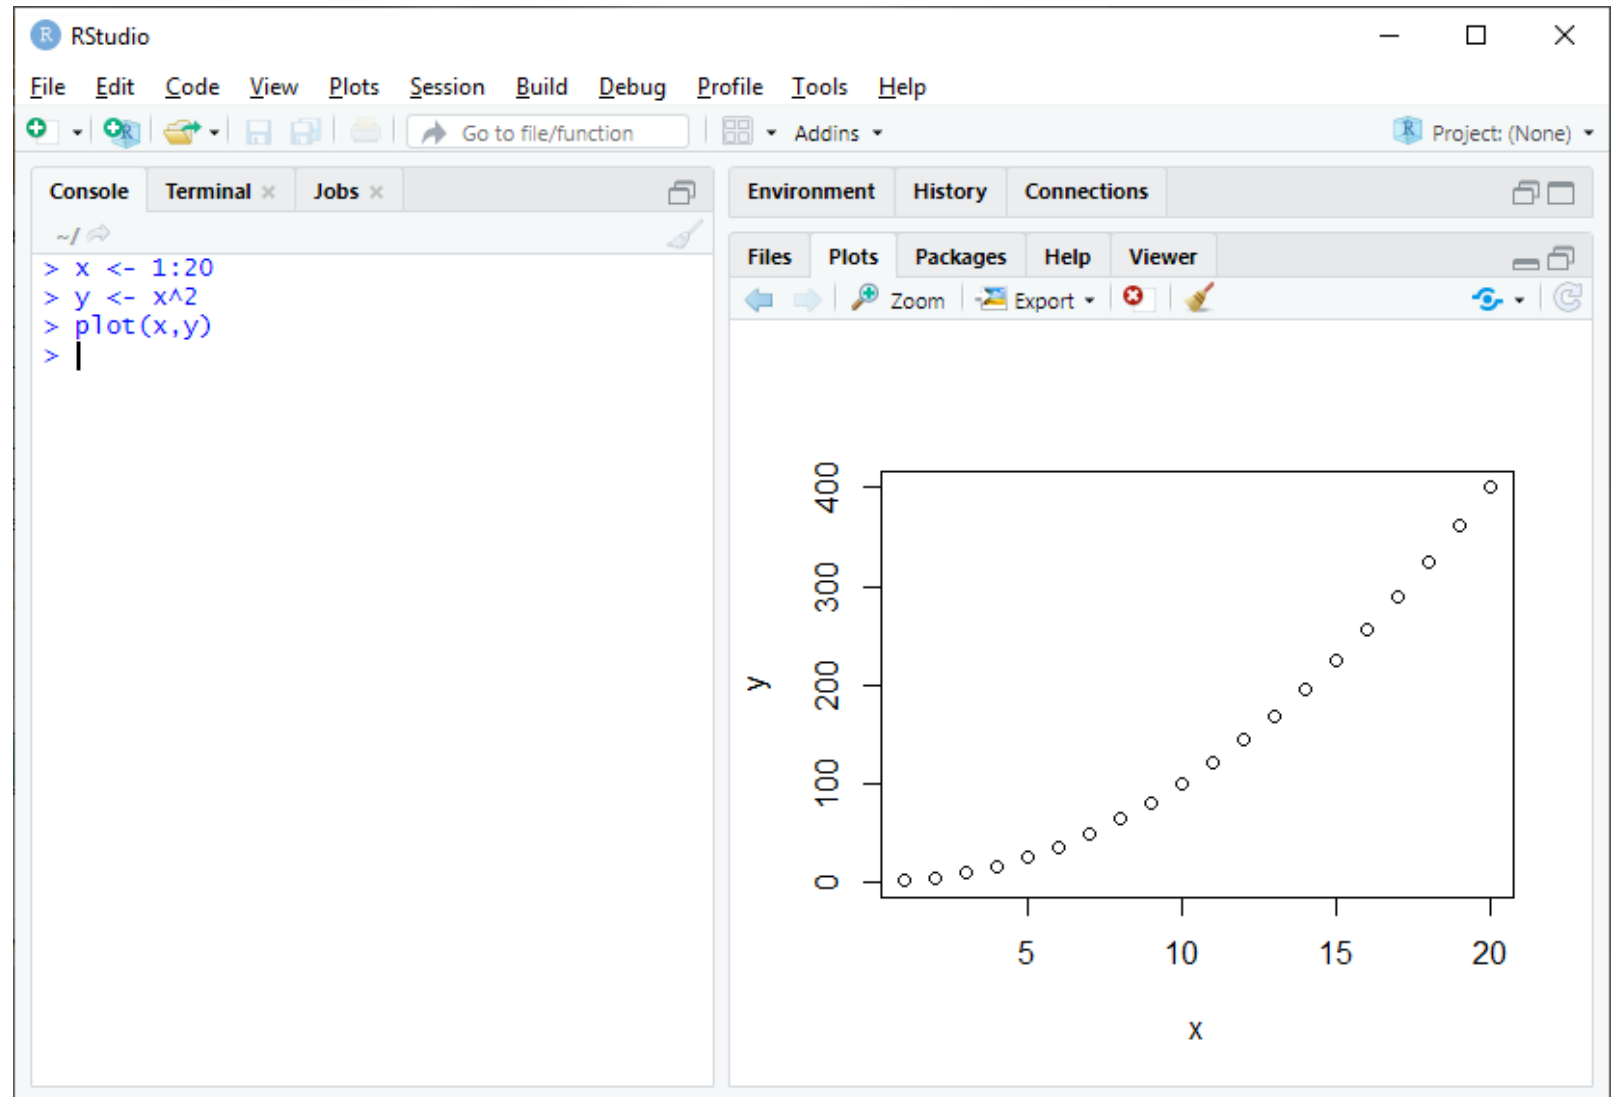 RStudio
File Edit Code View Plots Session Build Debug Profile Tools Help
Go to file/function Addins Project: (None)
Console Terminal Jobs
~/
> x <- 1:20
> y <- x^2
> plot(x,y)
>
Environment History Connections
Files Plots Packages Help Viewer
Zoom Export
400
300
200
100
0
y
5 10 15 20
x